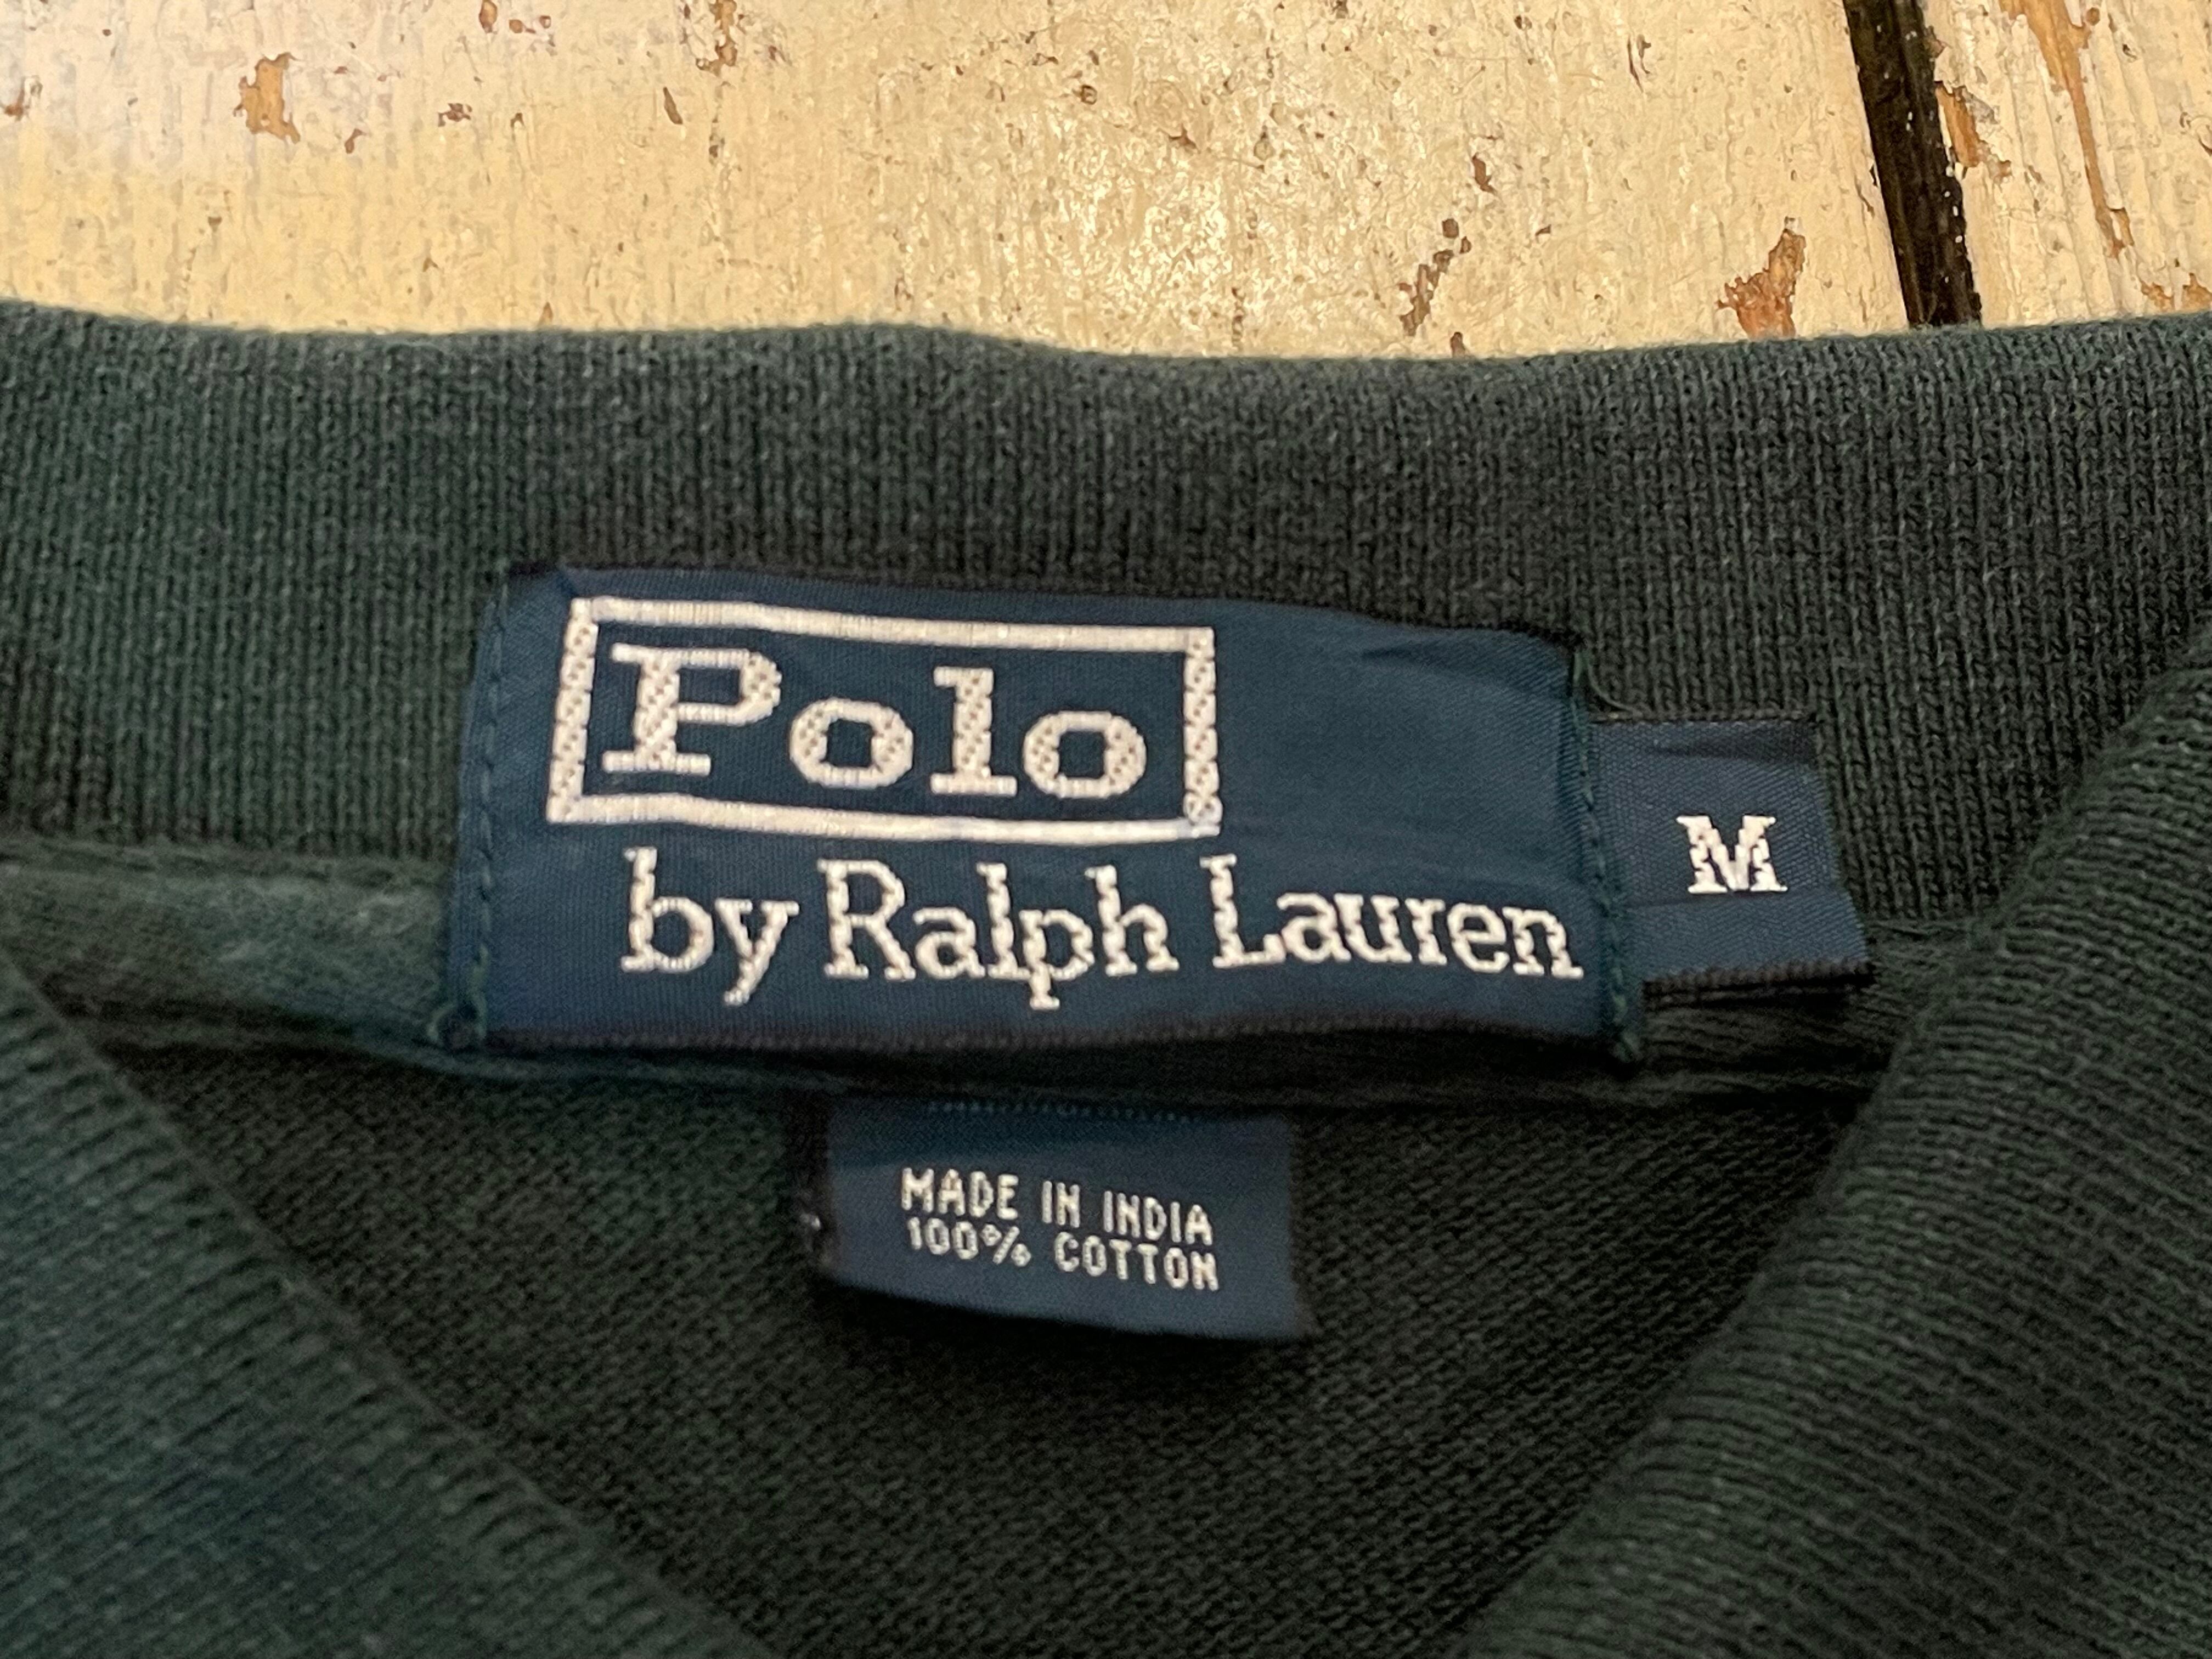 Polo
by Ralph Lauren
M
MADE IN INDIA
100% COTTON